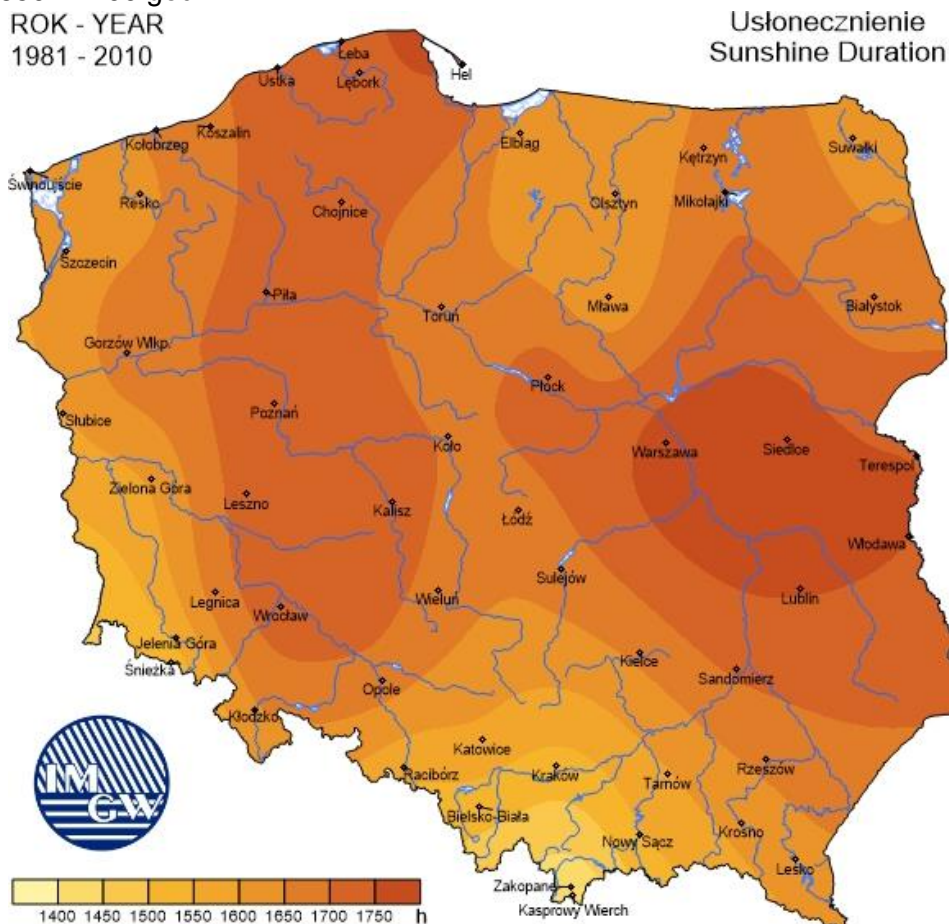 ROK - YEAR
1981 - 2010
Usłonecznienie
Sunshine Duration
Łeba
Ustka
Lębork
Hel
Koszalin
Kołobrzeg
Elbląg
Suwałki
Kętrzyn
Świnoujście
Resko
Chojnice
Olsztyn
Mikołajki
Szczecin
Piła
Toruń
Mława
Białystok
Gorzów Wlkp.
Płock
Słubice
Poznań
Koło
Warszawa
Siedlce
Terespol
Zielona Góra
Leszno
Kalisz
Łódź
Włodawa
Sulejów
Legnica
Wrocław
Wieluń
Lublin
Jelenia Góra
Śnieżka
Kielce
Sandomierz
Opole
Kłodzko
Katowice
Racibórz
Kraków
Tarnów
Rzeszów
Bielsko-Biała
Nowy Sącz
Krosno
Lesko
Zakopane
Kasprowy Wierch
IM
GW
1400 1450 1500 1550 1600 1650 1700 1750 h